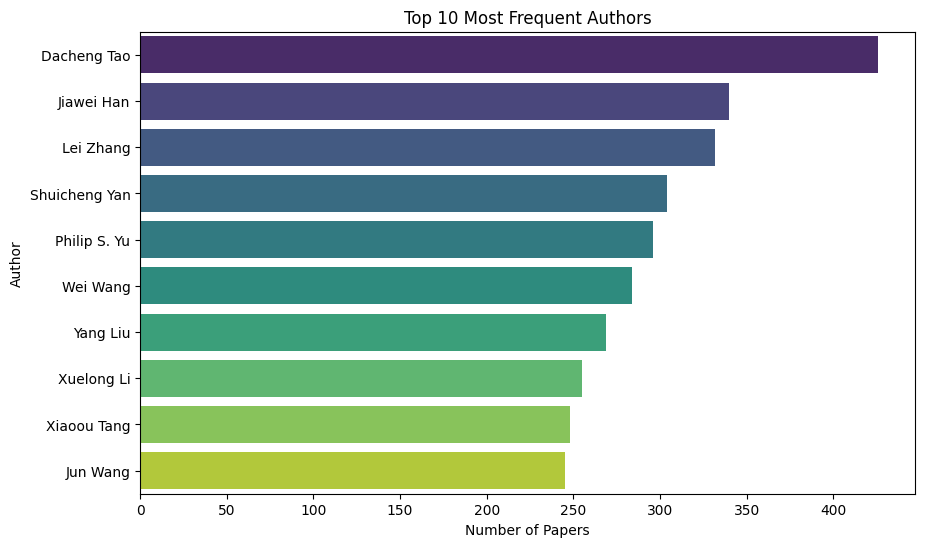 Top 10 Most Frequent Authors
Author
Dacheng Tao
Jiawei Han
Lei Zhang
Shuicheng Yan
Philip S. Yu
Wei Wang
Yang Liu
Xuelong Li
Xiaoou Tang
Jun Wang
0 50 100 150 200 250 300 350 400
Number of Papers